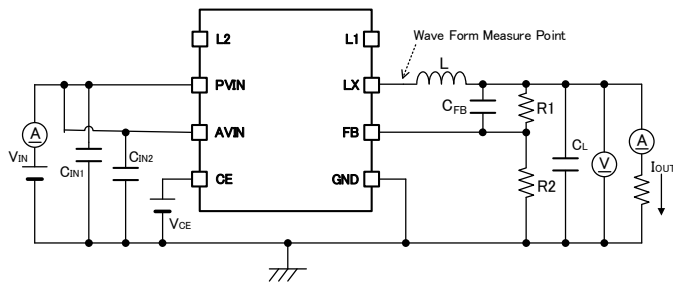 Wave Form Measure Point
L2
L1
PVIN
LX
L
A
CFB
R1
AVIN
FB
VIN
CIN1
CIN2
CL
V
A
IOUT
CE
GND
R2
VCE